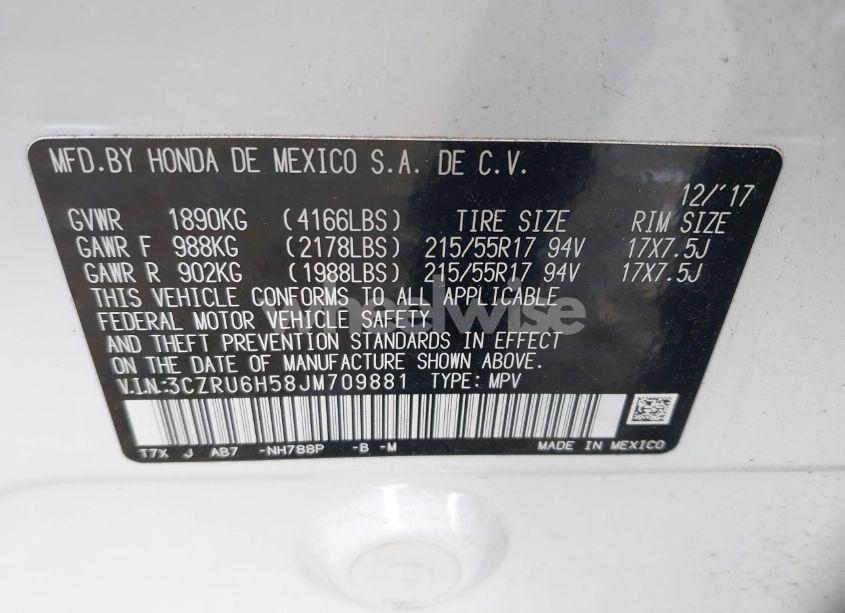 MFD.BY HONDA DE MEXICO S.A. DE C.V.
12/'17
GVWR 1890KG (4166LBS) TIRE SIZE RIM SIZE
GAWR F 988KG (2178LBS) 215/55R17 94V 17X7.5J
GAWR R 902KG (1988LBS) 215/55R17 94V 17X7.5J
THIS VEHICLE CONFORMS TO ALL APPLICABLE
FEDERAL MOTOR VEHICLE SAFETY
AND THEFT PREVENTION STANDARDS IN EFFECT
ON THE DATE OF MANUFACTURE SHOWN ABOVE.
V.I.N.:3CZRU6H58JM709881 TYPE: MPV
T7X J AB7 -NH788P -B -M MADE IN MEXICO
wheelwise